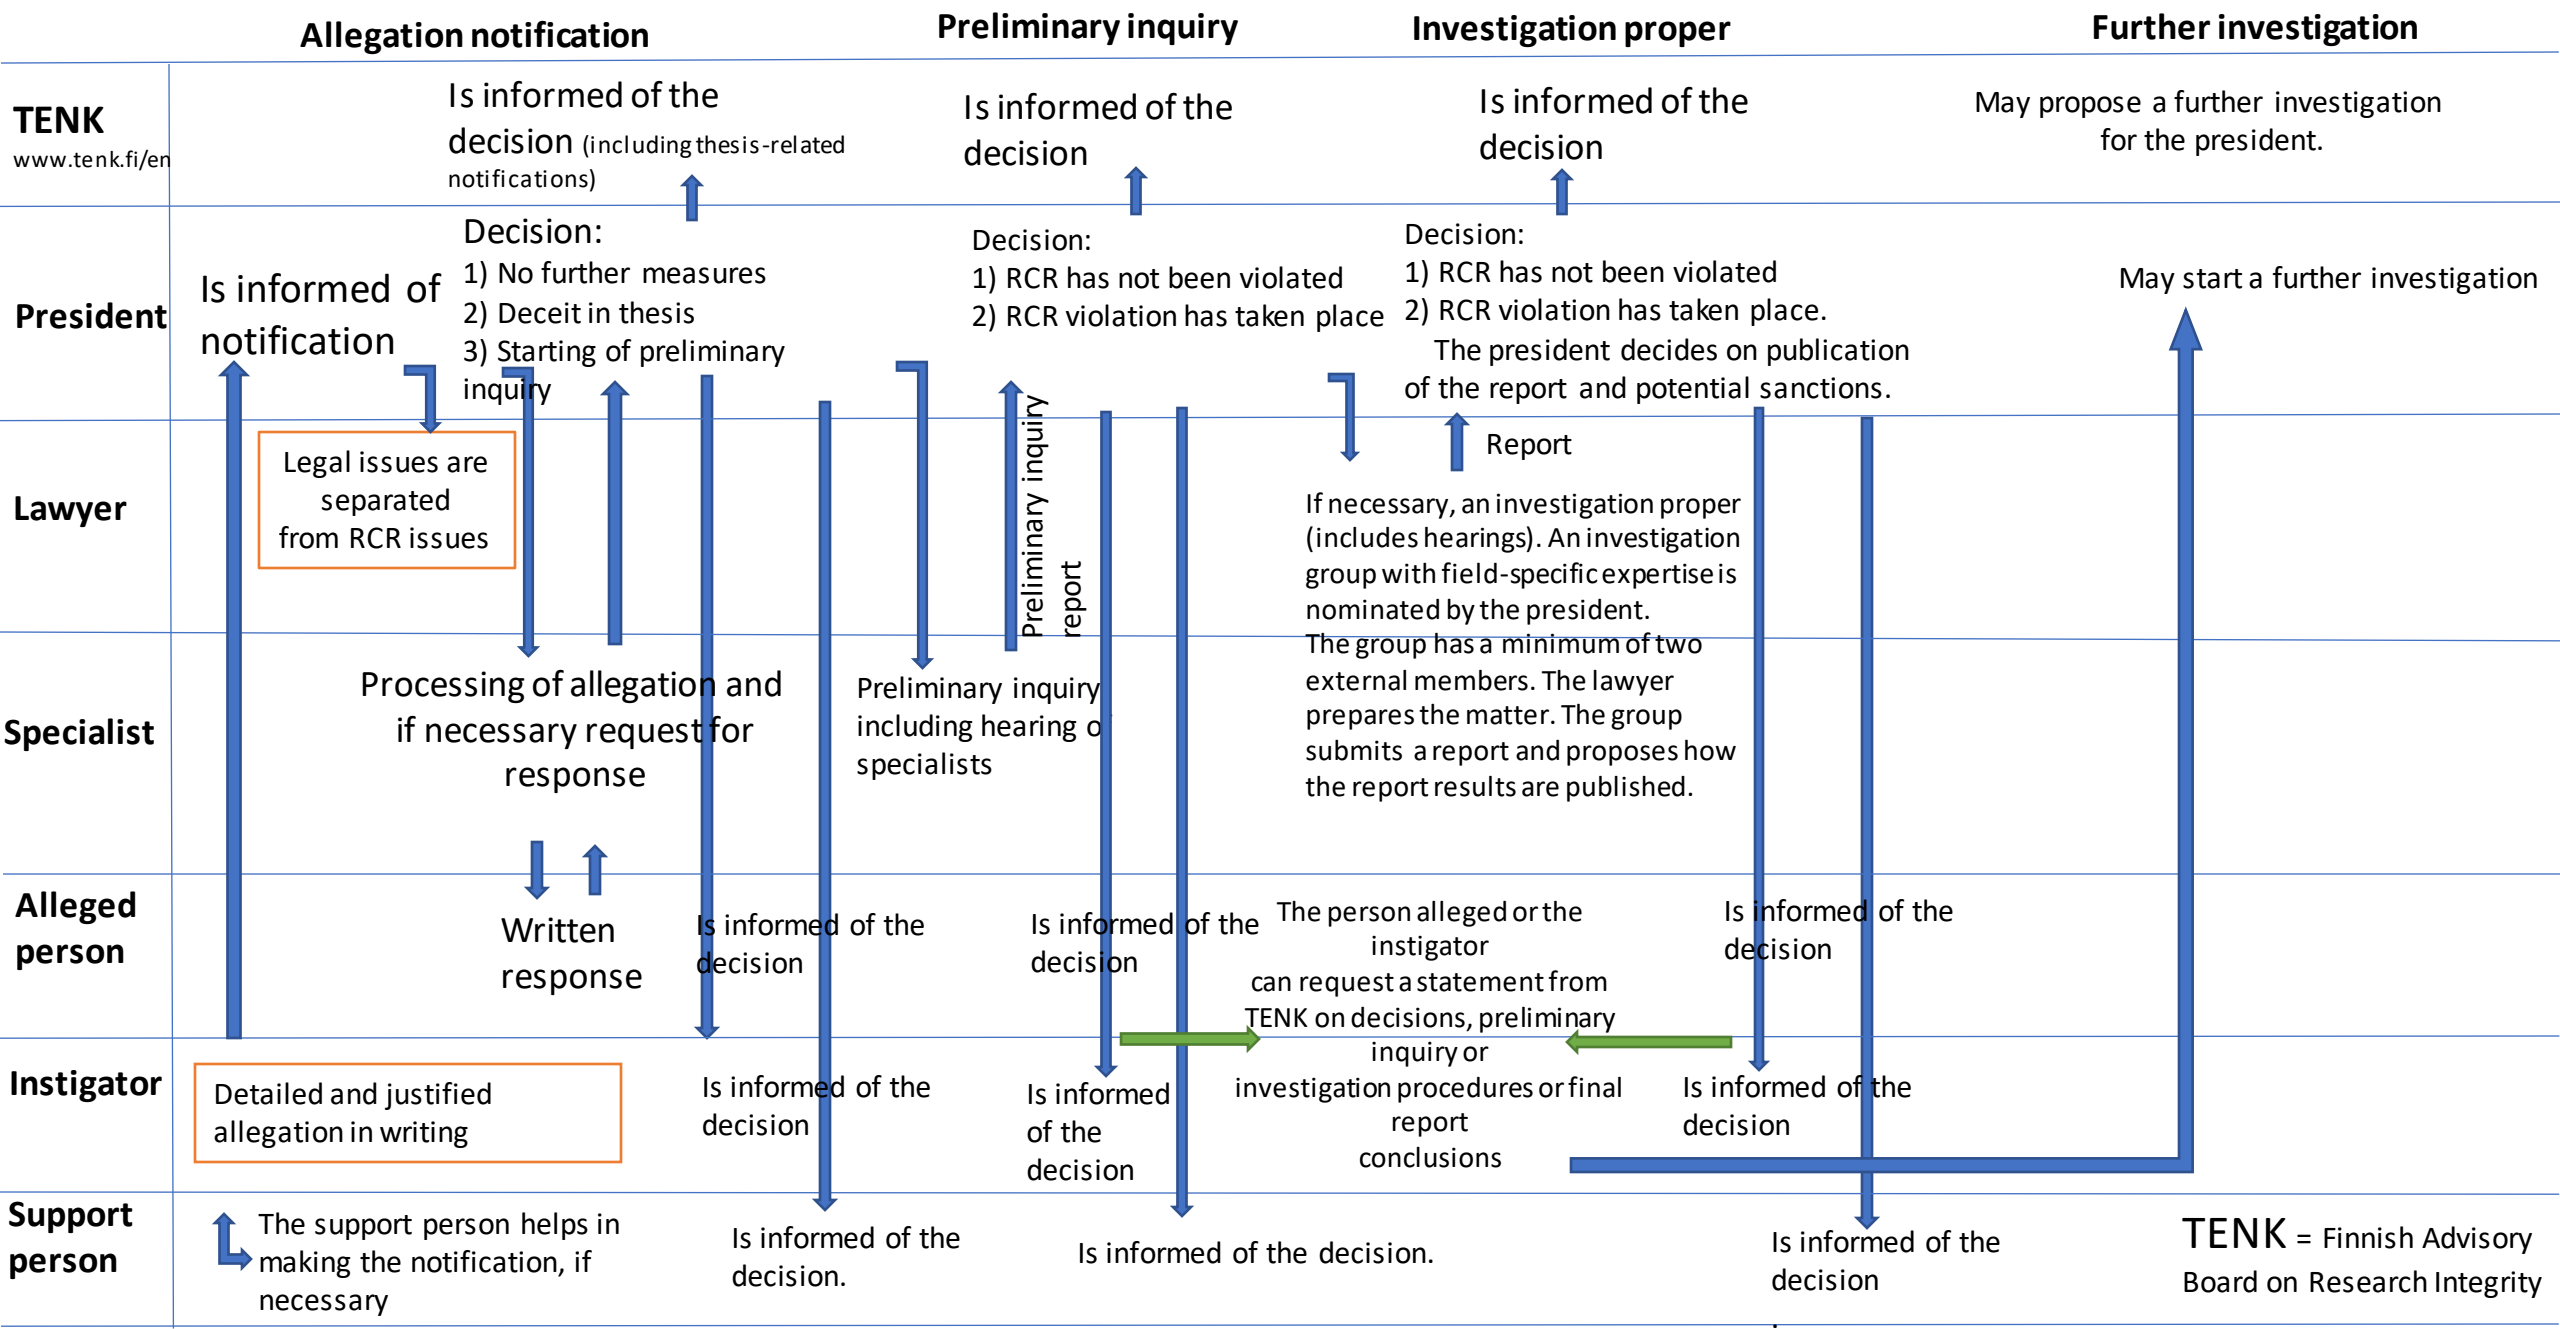 Allegation notification
Preliminary inquiry
Investigation proper
Further investigation
TENK
www.tenk.fi/en
Is informed of the
decision (including thesis-related
notifications)
Is informed of the
decision
Is informed of the
decision
May propose a further investigation
for the president.
President
Is informed of
notification
Decision:
1) No further measures
2) Deceit in thesis
3) Starting of preliminary
inquiry
Decision:
1) RCR has not been violated
2) RCR violation has taken place
Decision:
1) RCR has not been violated
2) RCR violation has taken place.
The president decides on publication
of the report and potential sanctions.
May start a further investigation
Lawyer
Legal issues are
separated
from RCR issues
Preliminary inquiry
report
Report
If necessary, an investigation proper
(includes hearings). An investigation
group with field-specific expertise is
nominated by the president.
The group has a minimum of two
external members. The lawyer
prepares the matter. The group
submits a report and proposes how
the report results are published.
Specialist
Processing of allegation and
if necessary request for
response
Preliminary inquiry
including hearing o
specialists
Alleged
person
Written
response
Is informed of the
decision
Is informed of the
decision
The person alleged or the
instigator
can request a statement from
TENK on decisions, preliminary
inquiry or
investigation procedures or final
report
conclusions
Is informed of the
decision
Instigator
Detailed and justified
allegation in writing
Is informed of the
decision
Is informed
of the
decision
Is informed of the
decision
Support
person
The support person helps in
making the notification, if
necessary
Is informed of the
decision.
Is informed of the decision.
Is informed of the
decision
TENK = Finnish Advisory
Board on Research Integrity